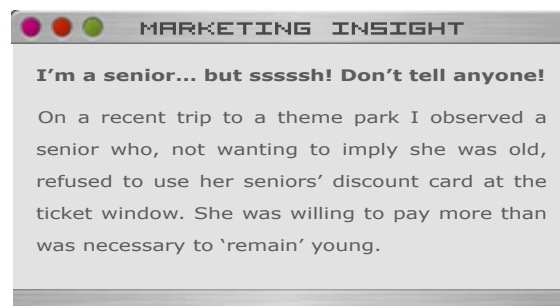 MARKETING INSIGHT
I’m a senior... but sssssh! Don’t tell anyone!
On a recent trip to a theme park I observed a
senior who, not wanting to imply she was old,
refused to use her seniors’ discount card at the
ticket window. She was willing to pay more than
was necessary to ‘remain’ young.